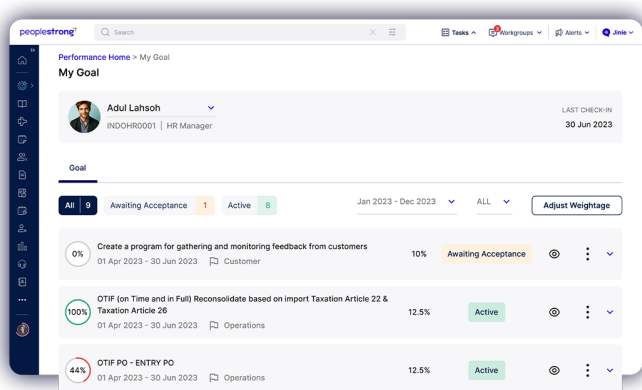 peoplestrong
Search
Tasks
2
Workgroups
Alerts
Jinie
Performance Home > My Goal
My Goal
Adul Lahsoh
INDOHR0001 | HR Manager
LAST CHECK-IN
30 Jun 2023
Goal
All 9
Awaiting Acceptance 1
Active 8
Jan 2023 - Dec 2023
ALL
Adjust Weightage
0%
Create a program for gathering and monitoring feedback from customers
01 Apr 2023 - 30 Jun 2023 Customer
10%
Awaiting Acceptance
100%
OTIF (on Time and in Full) Reconsolidate based on import Taxation Article 22 &
Taxation Article 26
01 Apr 2023 - 30 Jun 2023 Operations
12.5%
Active
44%
OTIF PO - ENTRY PO
01 Apr 2023 - 30 Jun 2023 Operations
12.5%
Active